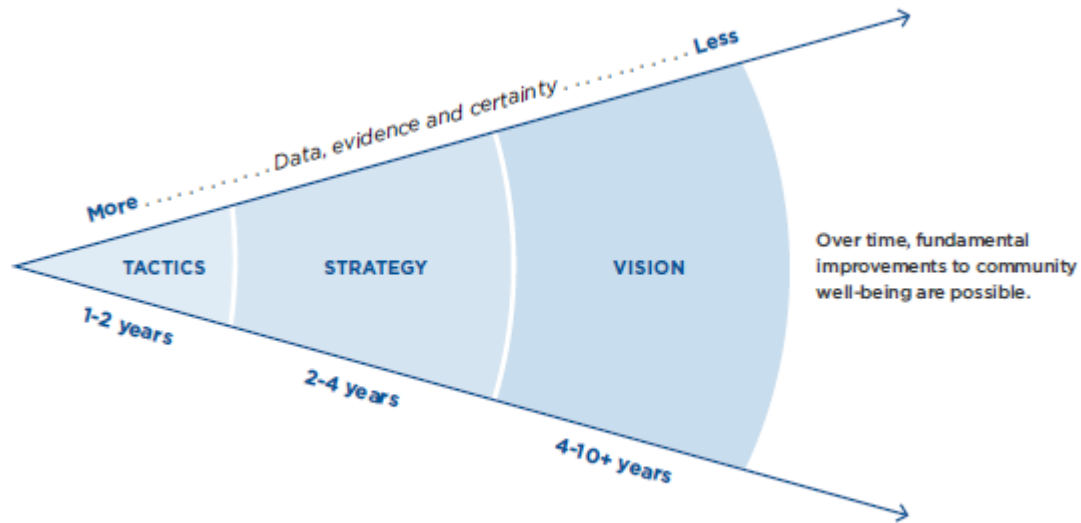 More . . . . . . . . . . . Data, evidence and certainty . . . . . . . . . . . Less
TACTICS
STRATEGY
VISION
1-2 years
2-4 years
4-10+ years
Over time, fundamental
improvements to community
well-being are possible.